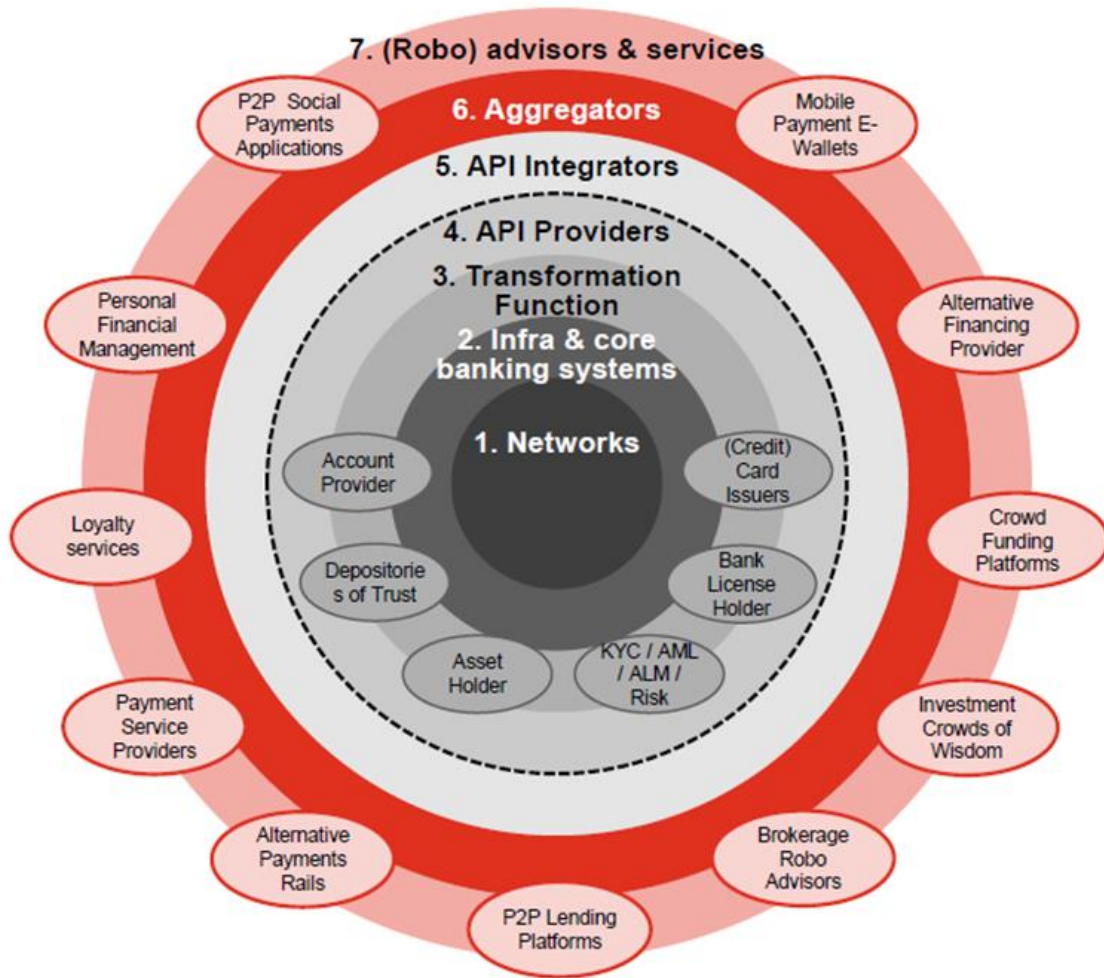 7. (Robo) advisors & services
P2P Social
Payments
Applications
6. Aggregators
Mobile
Payment E-
Wallets
5. API Integrators
4. API Providers
3. Transformation
Function
2. Infra & core
banking systems
1. Networks
Personal
Financial
Management
Alternative
Financing
Provider
Account
Provider
(Credit)
Card
Issuers
Loyalty
services
Crowd
Funding
Platforms
Depositorie
s of Trust
Bank
License
Holder
Asset
Holder
KYC / AML
/ ALM /
Risk
Payment
Service
Providers
Investment
Crowds of
Wisdom
Alternative
Payments
Rails
Brokerage
Robo
Advisors
P2P Lending
Platforms